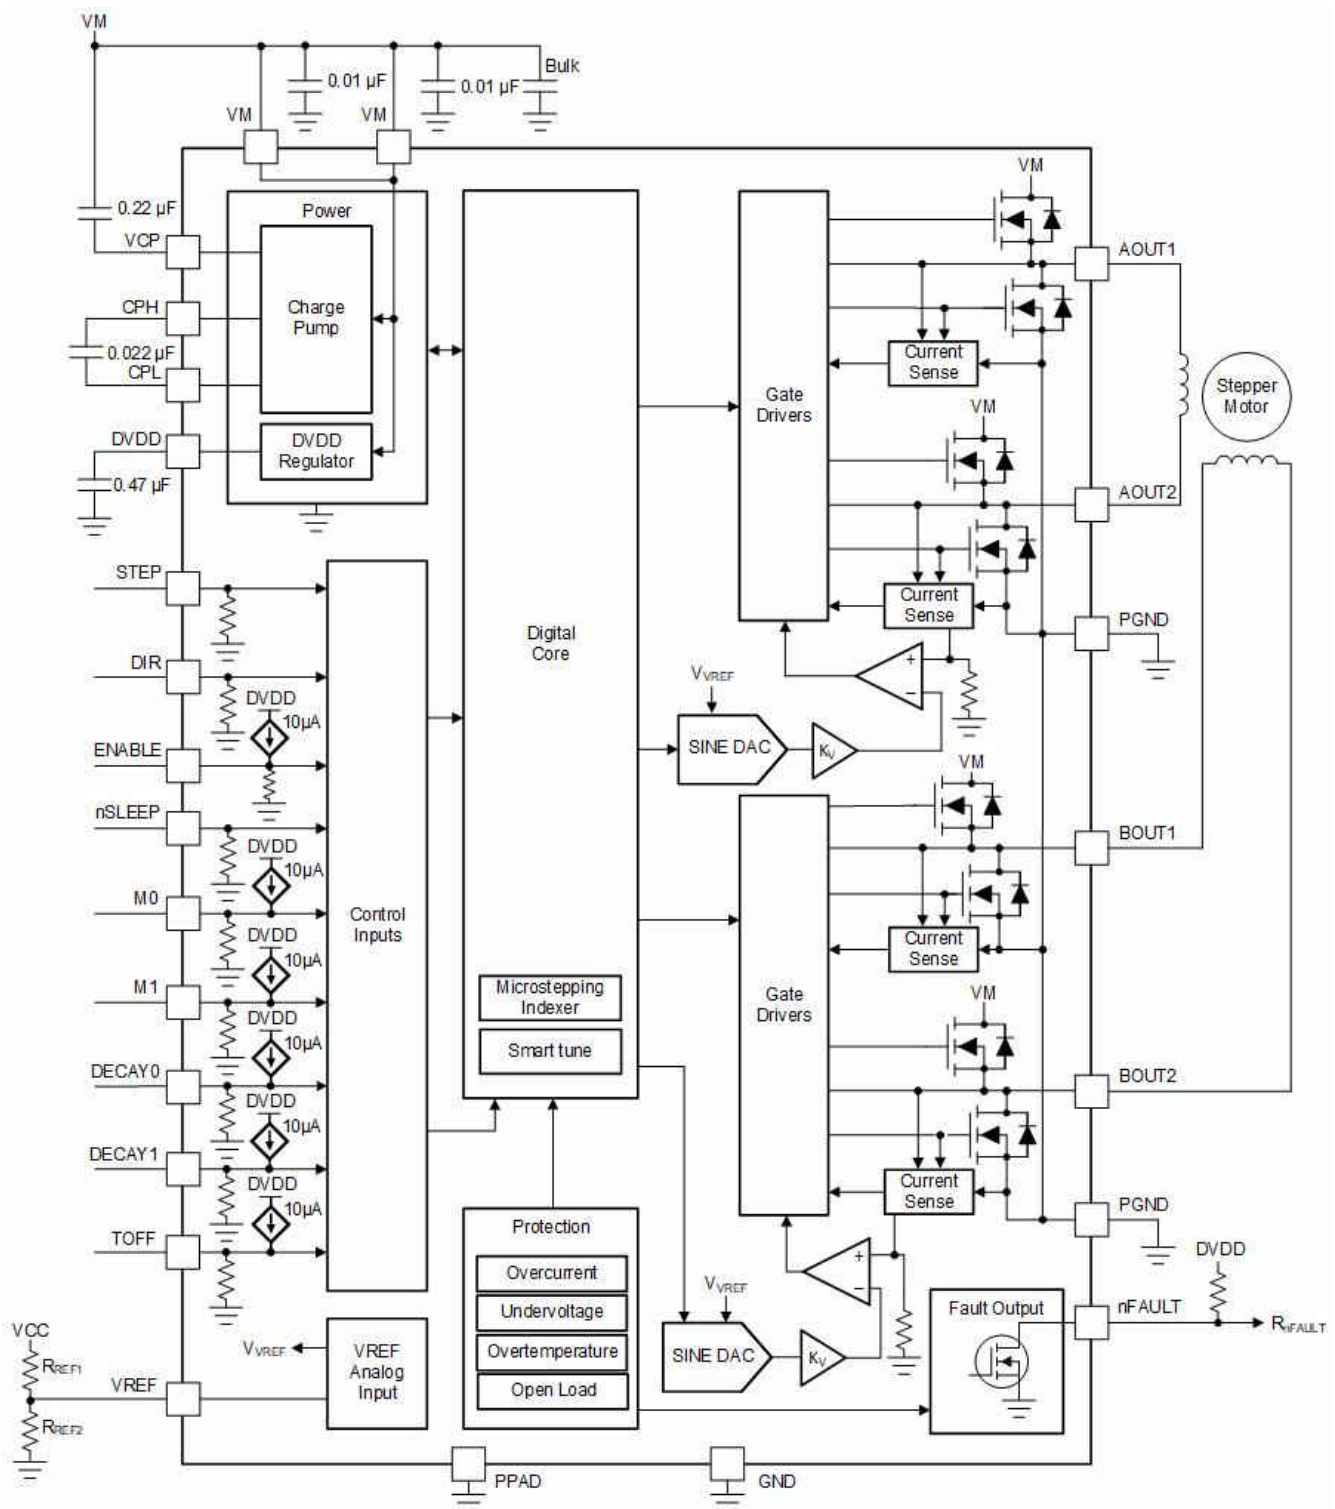 VM
0.01 µF
0.01 µF
Bulk
VM
VM
0.22 µF
VCP
Power
Charge
Pump
CPH
0.022 µF
CPL
DVDD
DVDD
Regulator
0.47 µF
STEP
DIR
DVDD
10µA
ENABLE
nSLEEP
DVDD
10µA
M0
DVDD
10µA
M1
DVDD
10µA
DECAY0
DVDD
10µA
DECAY1
DVDD
10µA
TOFF
Control
Inputs
VCC
RREF1
VREF
RREF2
VVREF
VREF
Analog
Input
Digital
Core
Microstepping
Indexer
Smart tune
Protection
Overcurrent
Undervoltage
Overtemperature
Open Load
PPAD
GND
Gate
Drivers
VM
AOUT1
Current
Sense
VM
AOUT2
Current
Sense
Stepper
Motor
PGND
+
−
VVREF
SINE DAC
KV
VM
BOUT1
Gate
Drivers
Current
Sense
VM
BOUT2
Current
Sense
PGND
+
−
VVREF
SINE DAC
KV
DVDD
Fault Output
nFAULT
RnFAULT